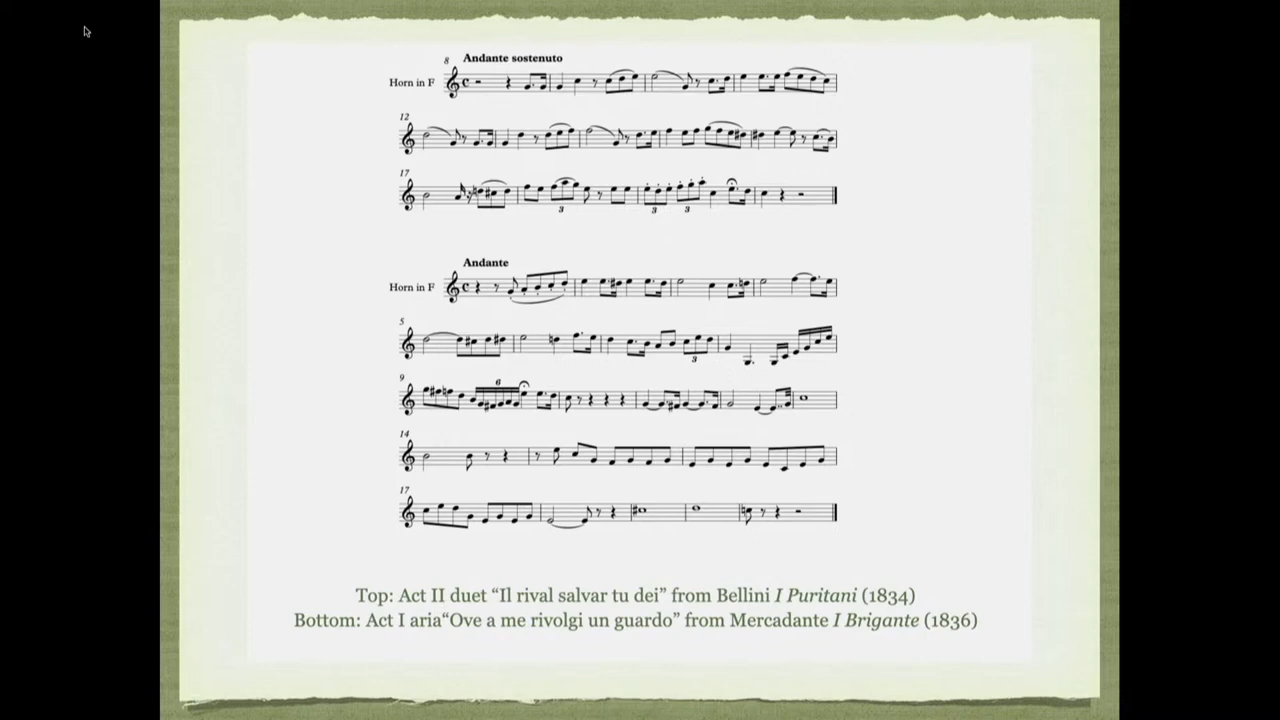 8 Andante sostenuto
Horn in F
12
17
3 3 3
Andante
Horn in F
5
3
9
6
14
17
Top: Act II duet “Il rival salvar tu dei” from Bellini I Puritani (1834)
Bottom: Act I aria“Ove a me rivolgi un guardo” from Mercadante I Brigante (1836)